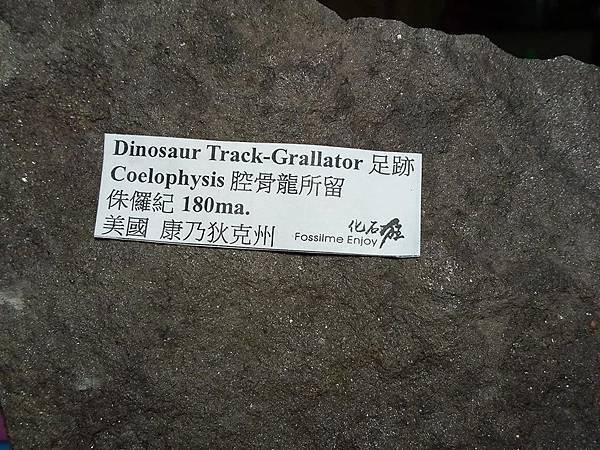 Dinosaur Track-Grallator 足跡
Coelophysis 腔骨龍所留
侏儸紀 180ma.
美國 康乃狄克州
化石
Fossilme Enjoy